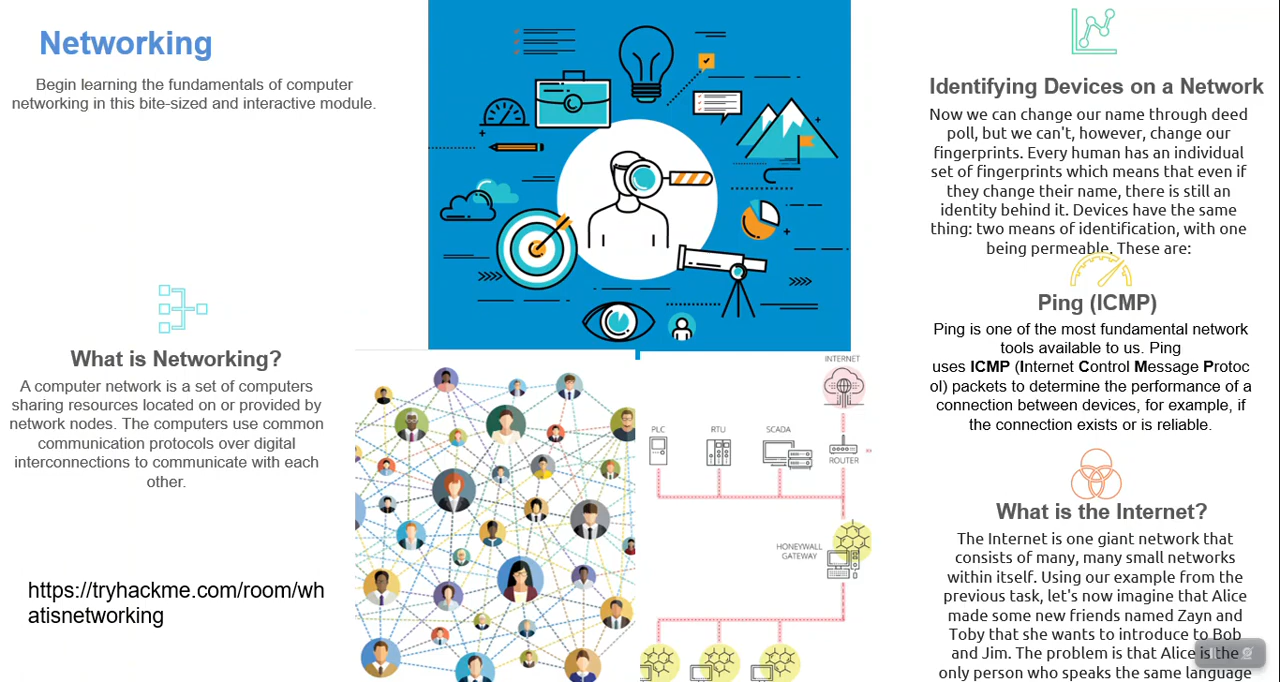 Networking
Begin learning the fundamentals of computer
networking in this bite-sized and interactive module.
What is Networking?
A computer network is a set of computers
sharing resources located on or provided by
network nodes. The computers use common
communication protocols over digital
interconnections to communicate with each
other.
https://tryhackme.com/room/wh
atisnetworking
INTERNET
PLC
RTU
SCADA
ROUTER
HONEYWALL
GATEWAY
Identifying Devices on a Network
Now we can change our name through deed
poll, but we can't, however, change our
fingerprints. Every human has an individual
set of fingerprints which means that even if
they change their name, there is still an
identity behind it. Devices have the same
thing: two means of identification, with one
being permeable. These are:
Ping (ICMP)
Ping is one of the most fundamental network
tools available to us. Ping
uses ICMP (Internet Control Message Protoc
ol) packets to determine the performance of a
connection between devices, for example, if
the connection exists or is reliable.
What is the Internet?
The Internet is one giant network that
consists of many, many small networks
within itself. Using our example from the
previous task, let's now imagine that Alice
made some new friends named Zayn and
Toby that she wants to introduce to Bob
and Jim. The problem is that Alice is the
only person who speaks the same language